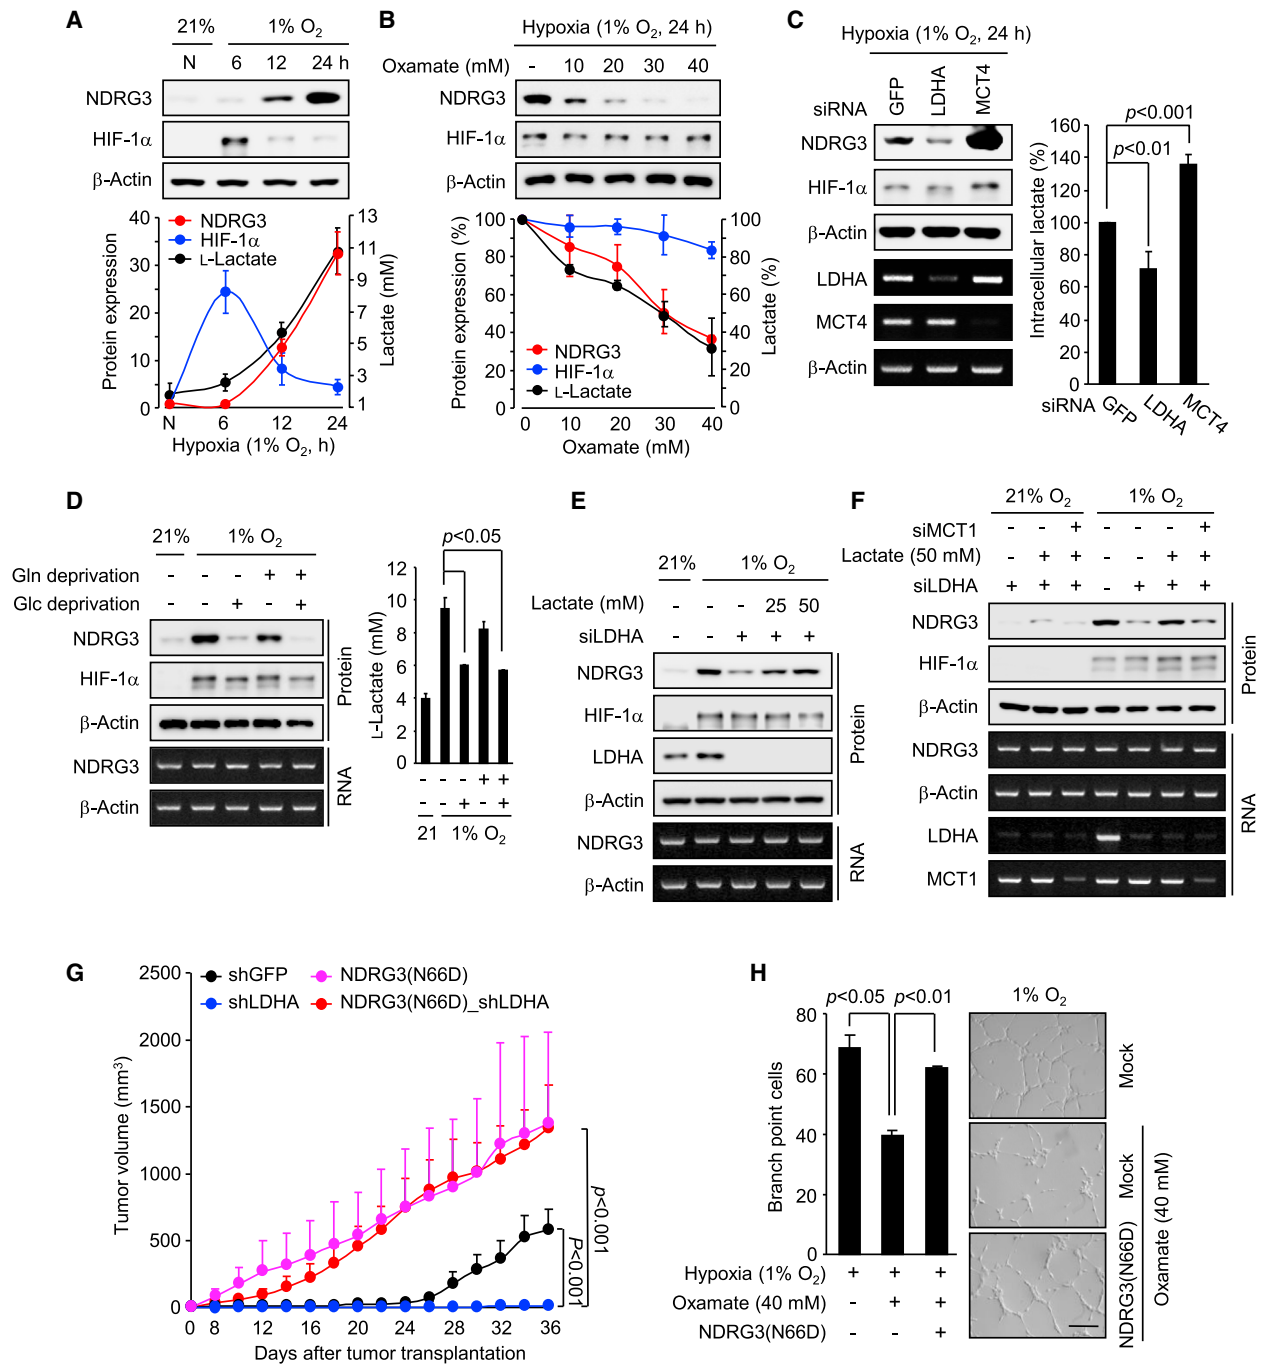 A
21%
1% O2
N
6
12
24 h
NDRG3
HIF-1α
β-Actin
40
30
20
10
0
Protein expression
NDRG3
HIF-1α
L-Lactate
13
11
9
7
5
3
1
Lactate (mM)
N
6
12
24
Hypoxia (1% O2, h)
B
Hypoxia (1% O2, 24 h)
Oxamate (mM)
-
10
20
30
40
NDRG3
HIF-1α
β-Actin
100
80
60
40
20
0
Protein expression (%)
NDRG3
HIF-1α
L-Lactate
100
80
60
40
20
0
Lactate (%)
0
10
20
30
40
Oxamate (mM)
C
Hypoxia (1% O2, 24 h)
siRNA
GFP
LDHA
MCT4
NDRG3
HIF-1α
β-Actin
LDHA
MCT4
β-Actin
p<0.001
p<0.01
160
140
120
100
80
60
40
20
0
Intracellular lactate (%)
siRNA
GFP
LDHA
MCT4
D
21%
1% O2
Gln deprivation - - - + +
Glc deprivation - - + - +
NDRG3
HIF-1α
β-Actin
Protein
NDRG3
β-Actin
RNA
p<0.05
12
10
8
6
4
2
0
L-Lactate (mM)
- - - + +
- - + - +
21
1% O2
E
21%
1% O2
Lactate (mM) - - - 25 50
siLDHA - - + + +
NDRG3
HIF-1α
LDHA
β-Actin
Protein
NDRG3
β-Actin
RNA
F
21% O2
1% O2
siMCT1 - - + - - - +
Lactate (50 mM) - + + - - + +
siLDHA + + + - + + +
NDRG3
HIF-1α
β-Actin
Protein
NDRG3
β-Actin
LDHA
MCT1
RNA
G
2500
2000
1500
1000
500
0
Tumor volume (mm3)
shGFP
shLDHA
NDRG3(N66D)
NDRG3(N66D)_shLDHA
p<0.001
P<0.001
0 8 12 16 20 24 28 32 36
Days after tumor transplantation
H
p<0.05
p<0.01
80
60
40
20
0
Branch point cells
Hypoxia (1% O2) + + +
Oxamate (40 mM) - + +
NDRG3(N66D) - - +
1% O2
Mock
Mock
NDRG3(N66D)
Oxamate (40 mM)